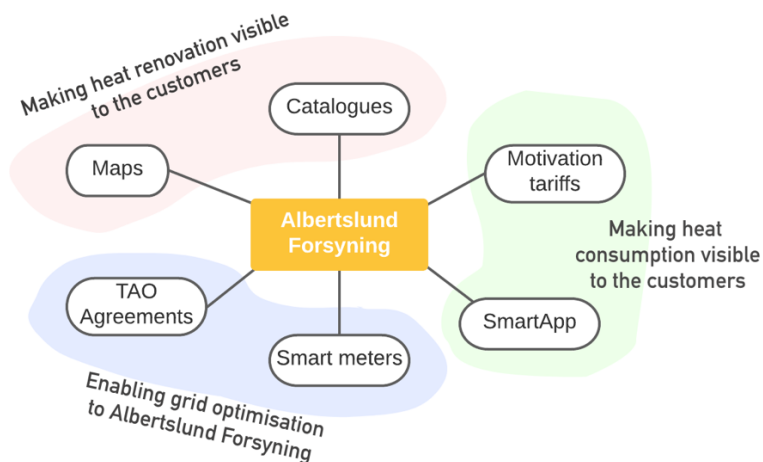 Making heat renovation visible
to the customers
Catalogues
Maps
Motivation
tariffs
Albertslund
Forsyning
Making heat
consumption visible
to the customers
TAO
Agreements
SmartApp
Smart meters
Enabling grid optimisation
to Albertslund Forsyning